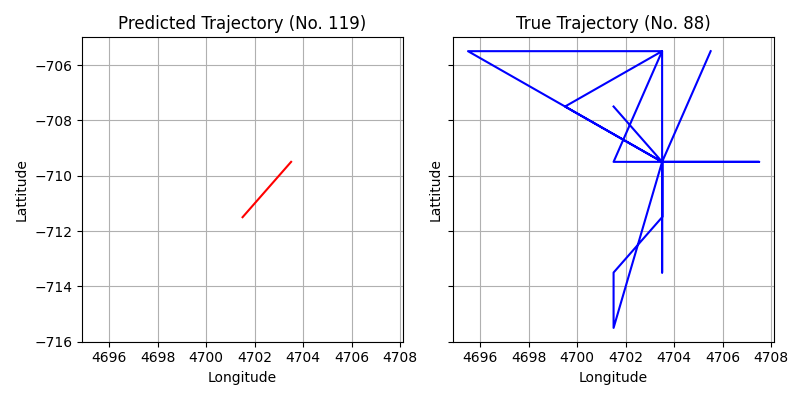 Predicted Trajectory (No. 119)
−706
−708
−710
−712
−714
−716
Lattitude
4696 4698 4700 4702 4704 4706 4708
Longitude
True Trajectory (No. 88)
Lattitude
4696 4698 4700 4702 4704 4706 4708
Longitude